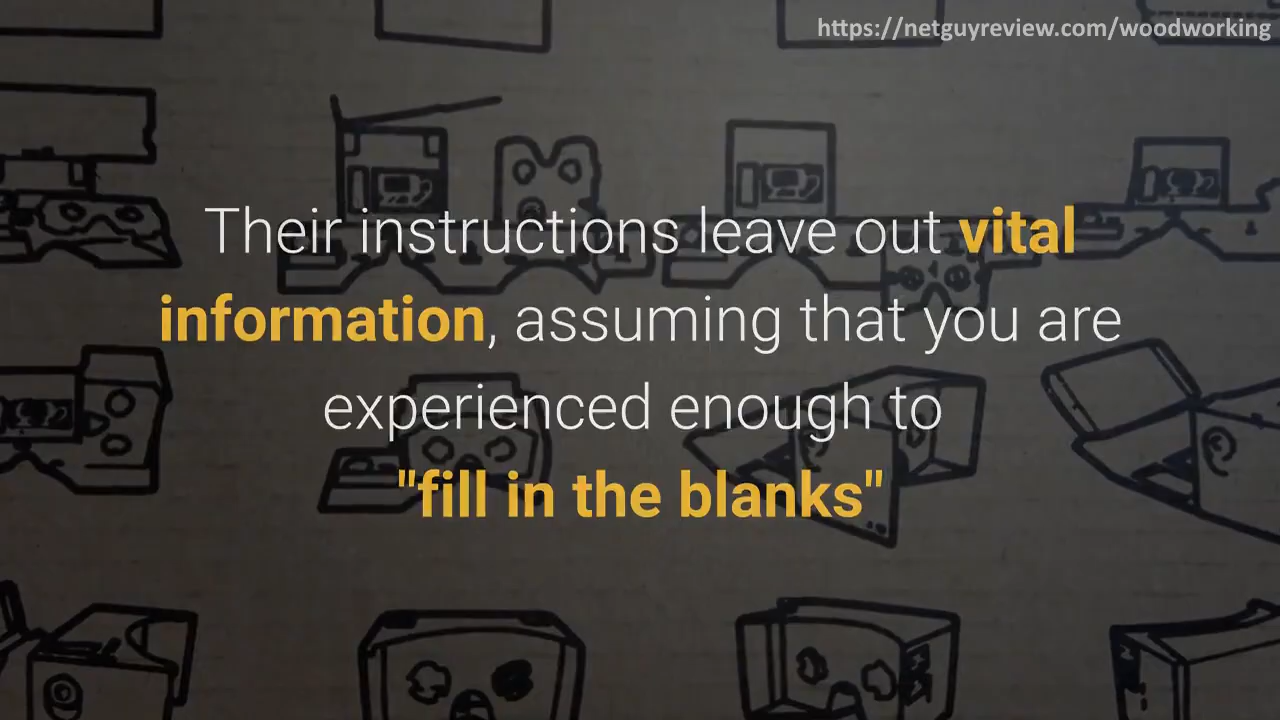 https://netguyreview.com/woodworking
Their instructions leave out vital
information, assuming that you are
experienced enough to
"fill in the blanks"